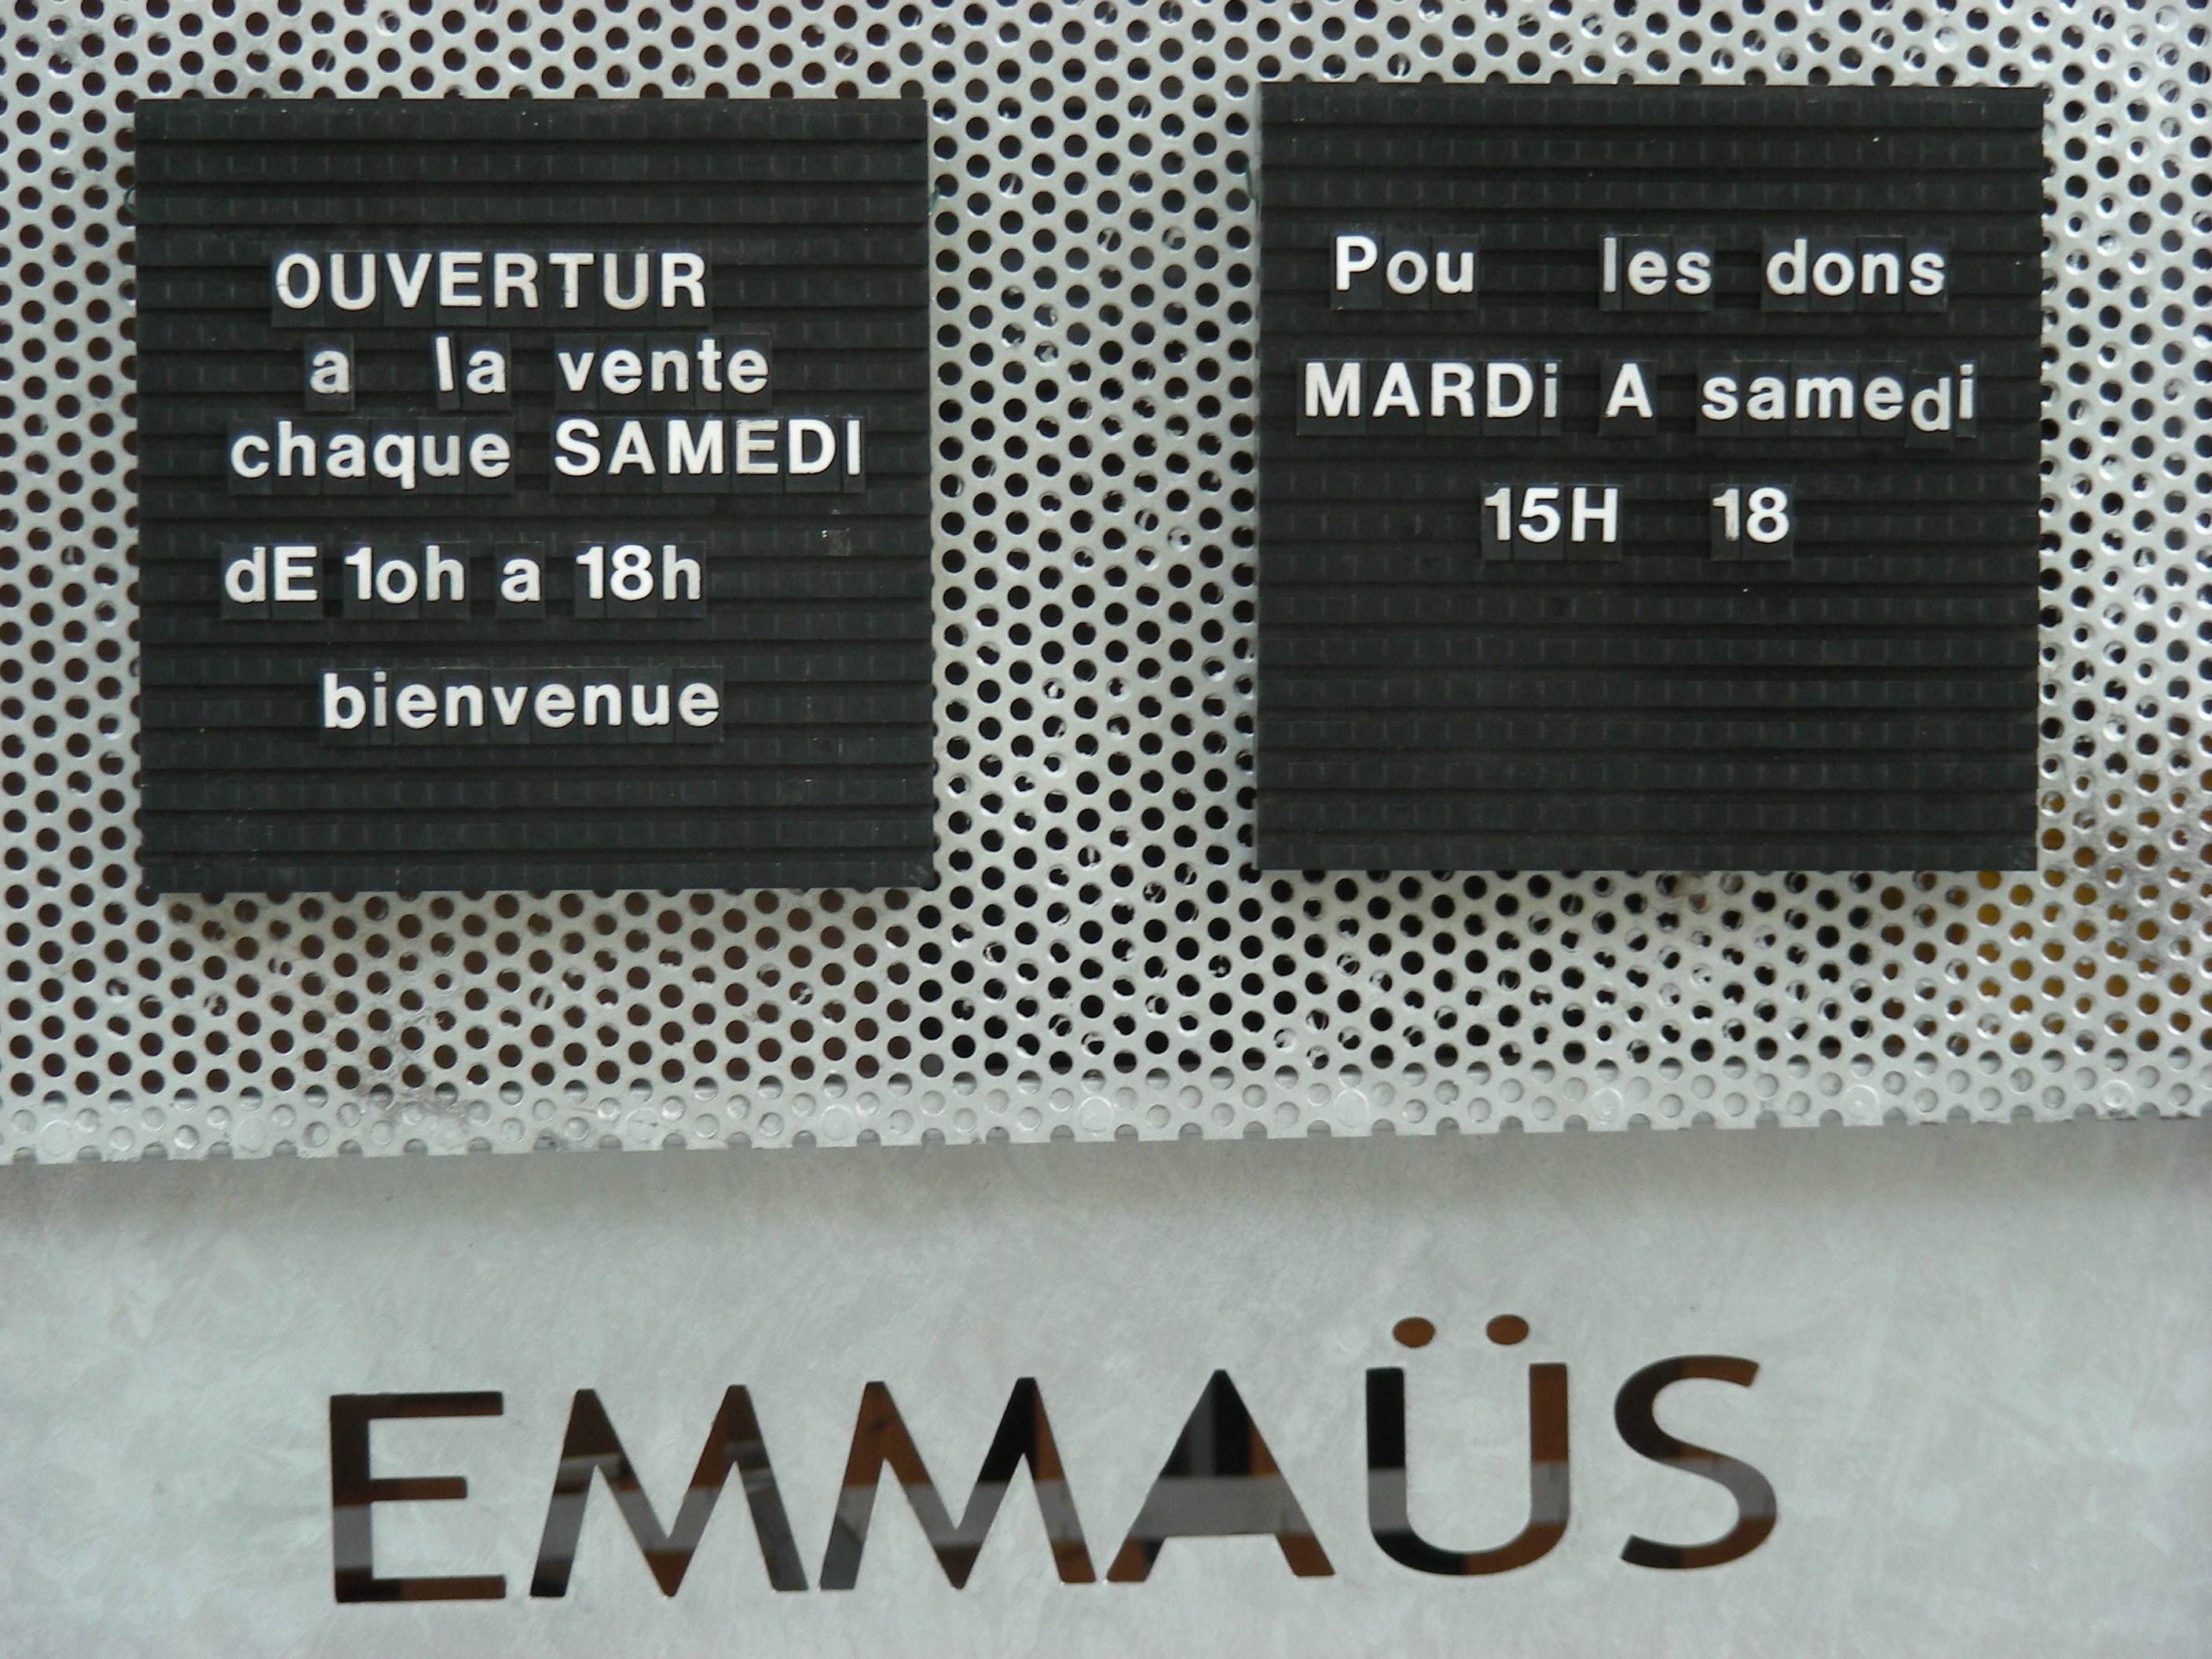 OUVERTUR
a la vente
chaque SAMEDI
dE 1oh a 18h
bienvenue
Pou les dons
MARDi A samedi
15H 18
EMMAÜS